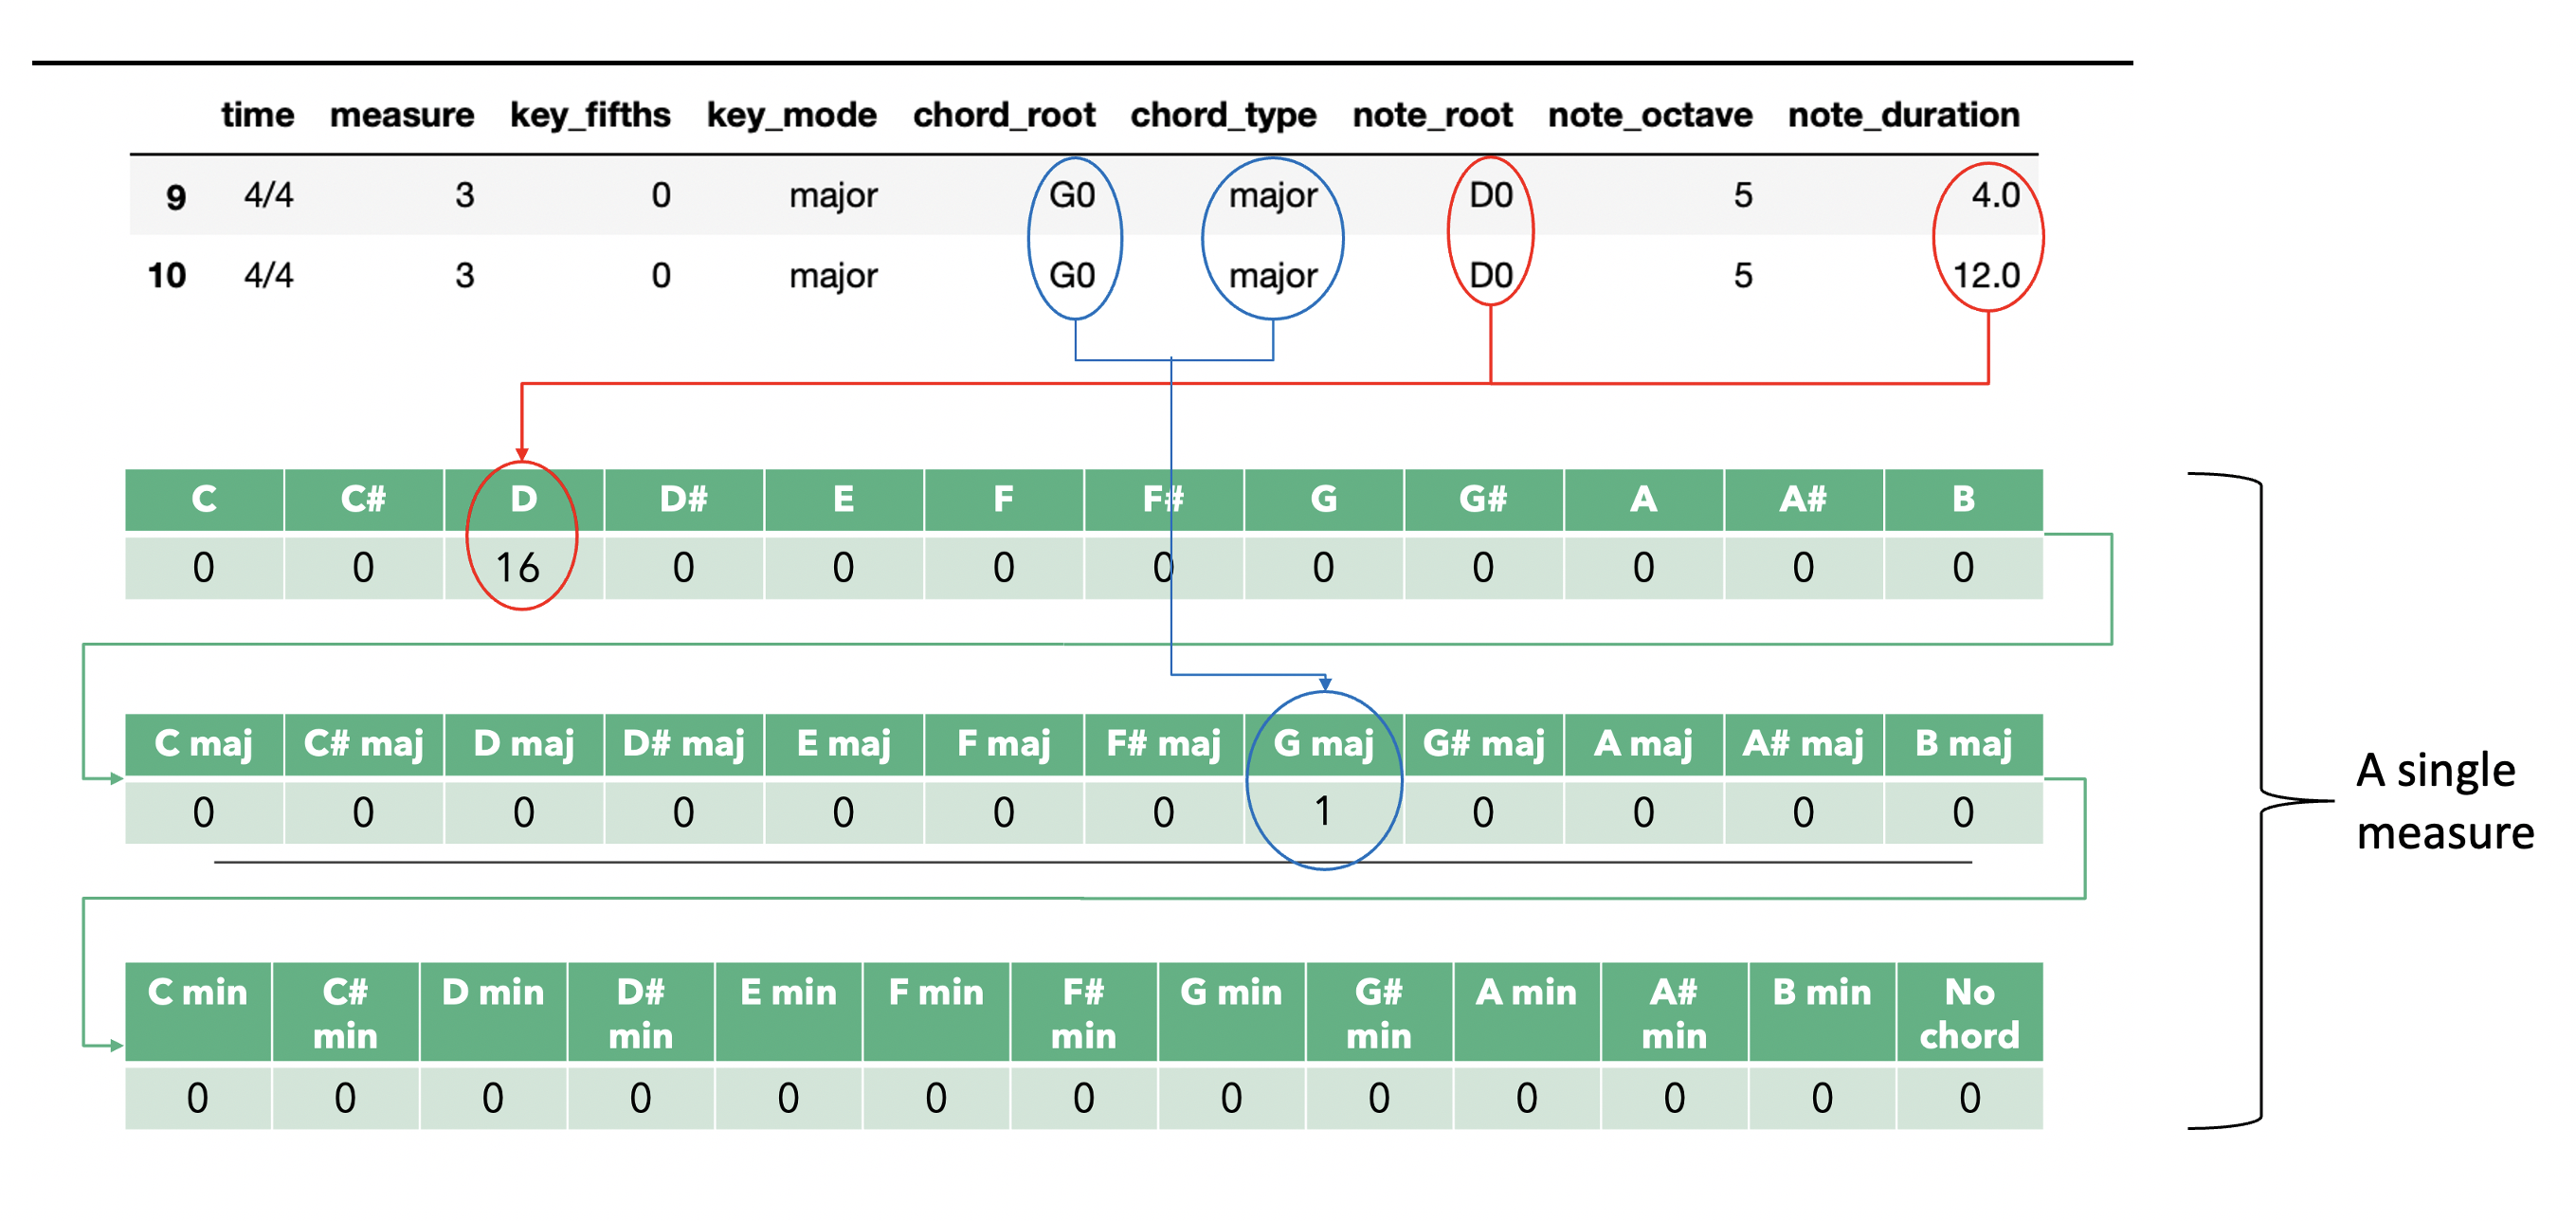 time measure key_fifths key_mode chord_root chord_type note_root note_octave note_duration
9 4/4 3 0 major G0 major D0 5 4.0
10 4/4 3 0 major G0 major D0 5 12.0
C C# D D# E F F# G G# A A# B
0 0 16 0 0 0 0 0 0 0 0 0
C maj C# maj D maj D# maj E maj F maj F# maj G maj G# maj A maj A# maj B maj
0 0 0 0 0 0 0 1 0 0 0 0
A single
measure
C min C# min D min D# min E min F min F# min G min G# min A min A# min B min No chord
0 0 0 0 0 0 0 0 0 0 0 0 0